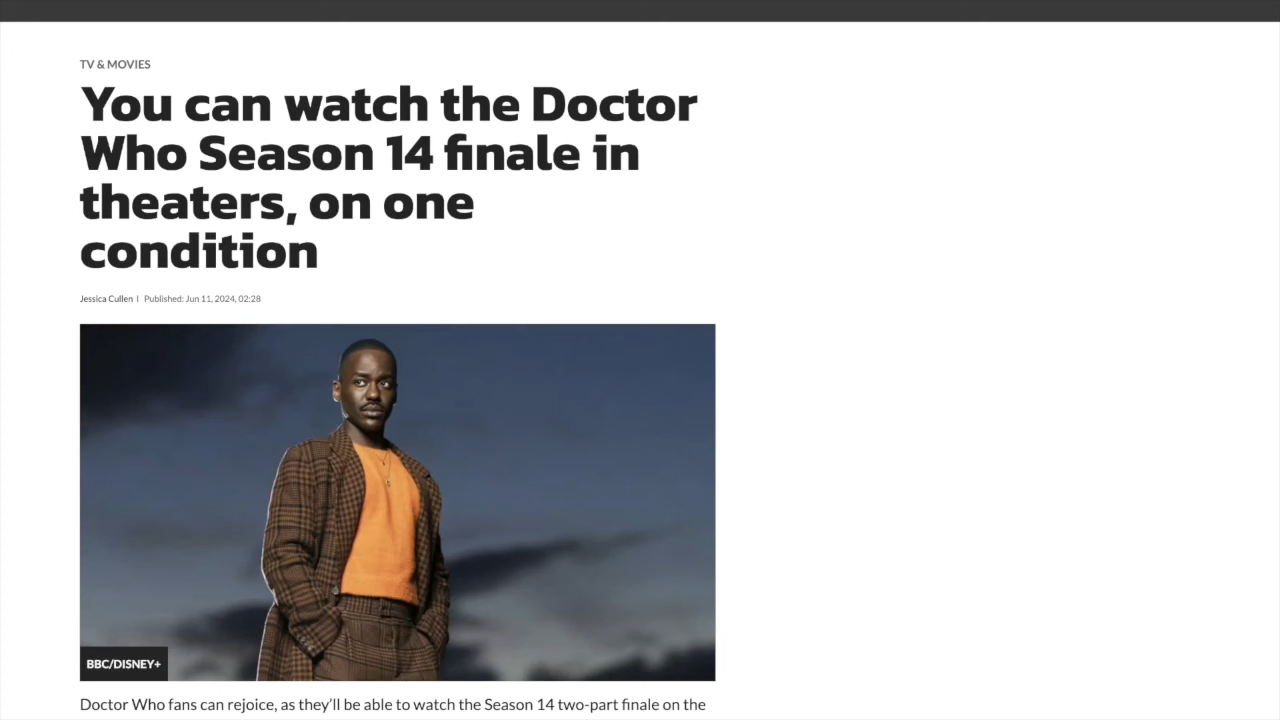 TV & MOVIES
You can watch the Doctor
Who Season 14 finale in
theaters, on one
condition
Jessica Cullen | Published: Jun 11, 2024, 02:28
BBC/DISNEY+
Doctor Who fans can rejoice, as they'll be able to watch the Season 14 two-part finale on the